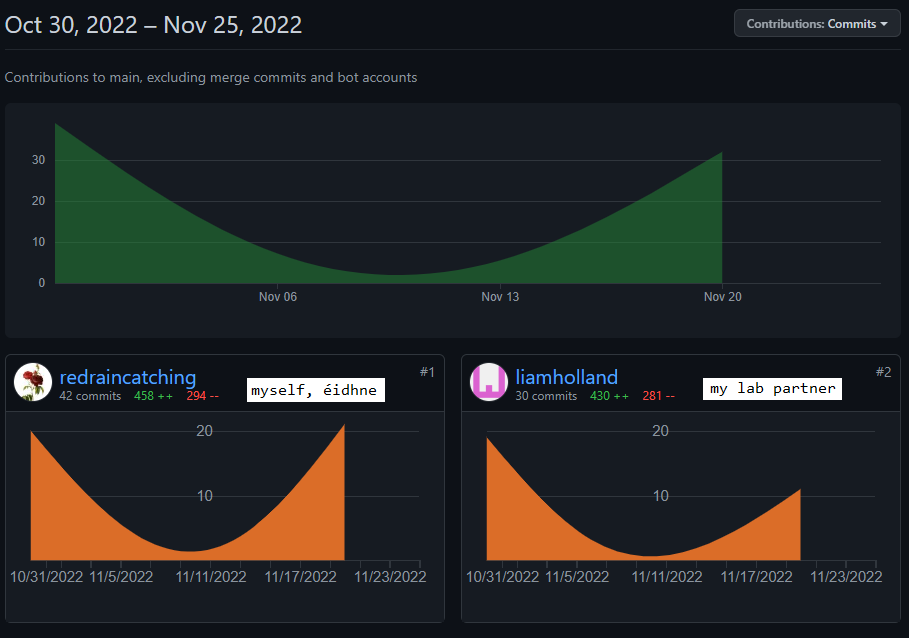 Oct 30, 2022 – Nov 25, 2022
Contributions: Commits
Contributions to main, excluding merge commits and bot accounts
30
20
10
0
Nov 06 Nov 13 Nov 20
redraincatching
#1
42 commits 458 ++ 294 --
myself, éidhne
20
10
10/31/2022 11/5/2022 11/11/2022 11/17/2022 11/23/2022
liamholland
#2
30 commits 430 ++ 281 --
my lab partner
20
10
10/31/2022 11/5/2022 11/11/2022 11/17/2022 11/23/2022